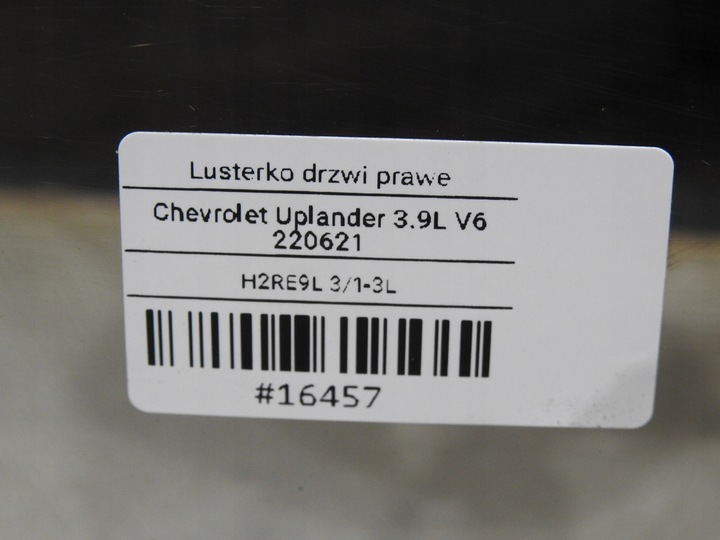 Lusterko drzwi prawe
Chevrolet Uplander 3.9L V6
220621
H2RE9L 3/1-3L
#16457